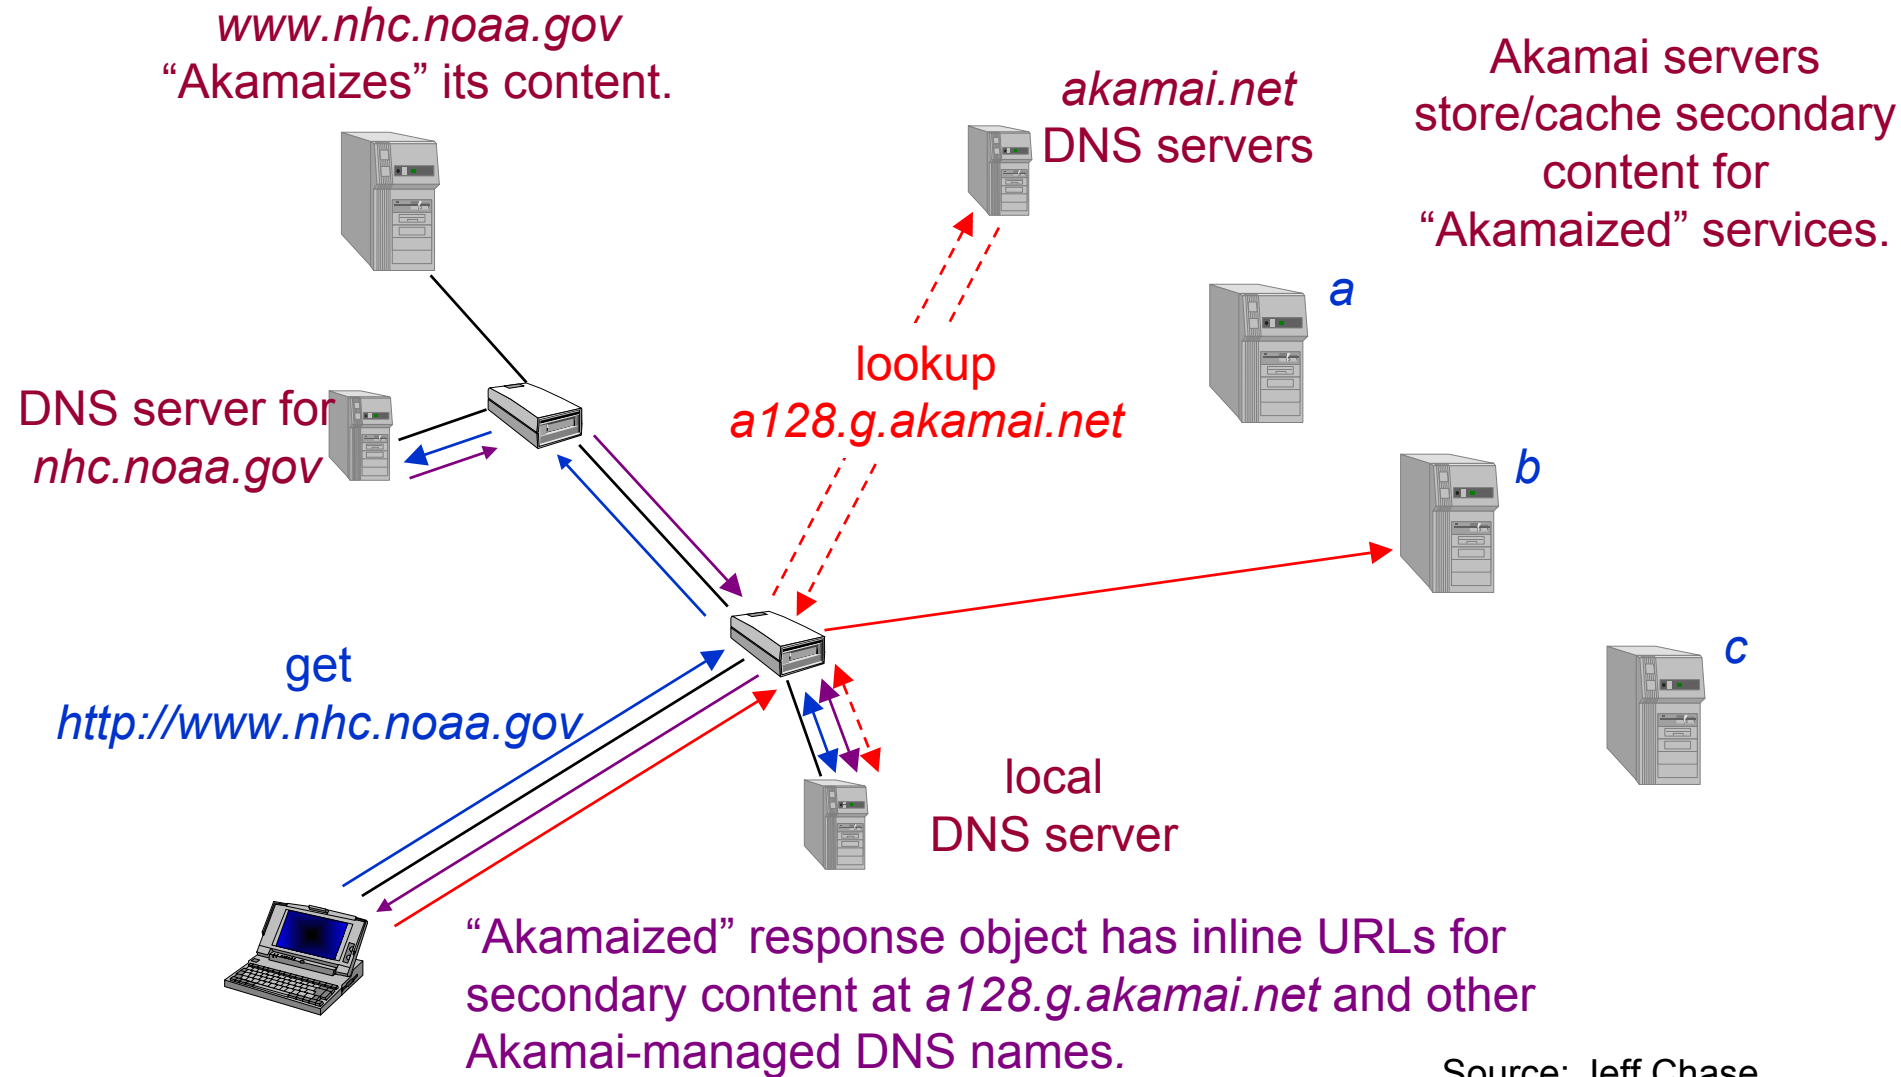 www.nhc.noaa.gov
“Akamaizes” its content.
akamai.net
DNS servers
Akamai servers
store/cache secondary
content for
“Akamaized” services.
a
lookup
a128.g.akamai.net
DNS server for
nhc.noaa.gov
b
get
http://www.nhc.noaa.gov
c
local
DNS server
“Akamaized” response object has inline URLs for
secondary content at a128.g.akamai.net and other
Akamai-managed DNS names.
Source: Jeff Chase